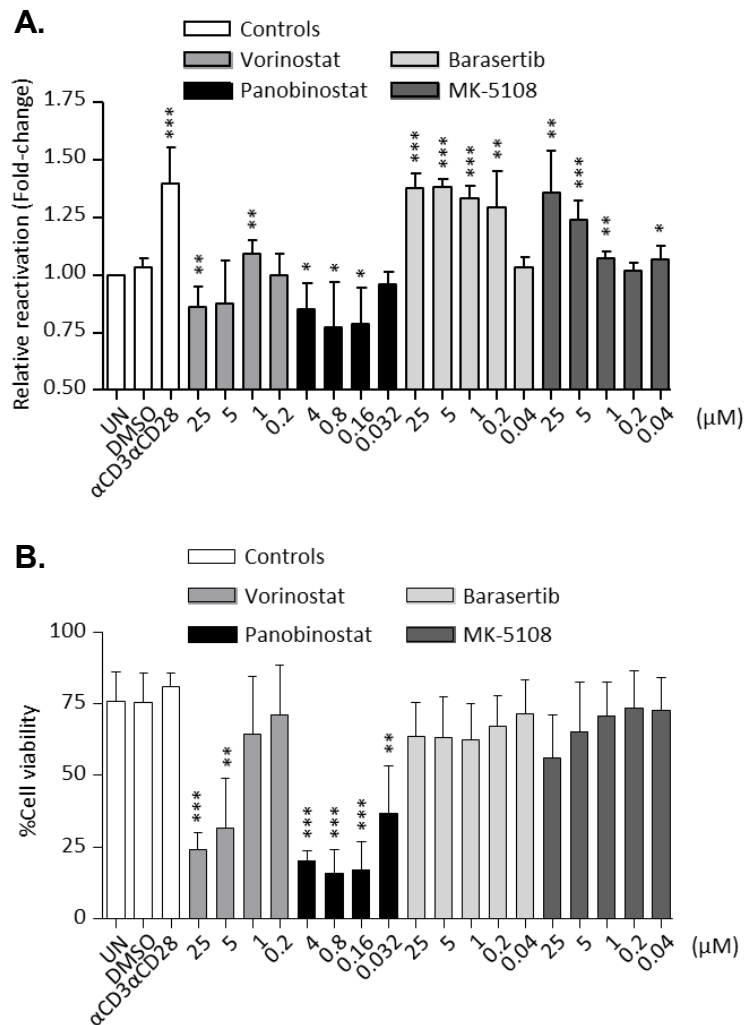 A.
Controls
Vorinostat
Barasertib
Panobinostat
MK-5108
Relative reactivation (Fold-change)
1.75
1.50
1.25
1.00
0.75
0.50
*** ** ** * * * *** *** *** ** ** *** ** *
UN DMSO αCD3αCD28 25 5 1 0.2 4 0.8 0.16 0.032 25 5 1 0.2 0.04 25 5 1 0.2 0.04 (µM)
B.
Controls
Vorinostat
Barasertib
Panobinostat
MK-5108
%Cell viability
100
75
50
25
0
*** ** *** *** *** **
UN DMSO αCD3αCD28 25 5 1 0.2 4 0.8 0.16 0.032 25 5 1 0.2 0.04 25 5 1 0.2 0.04 (µM)